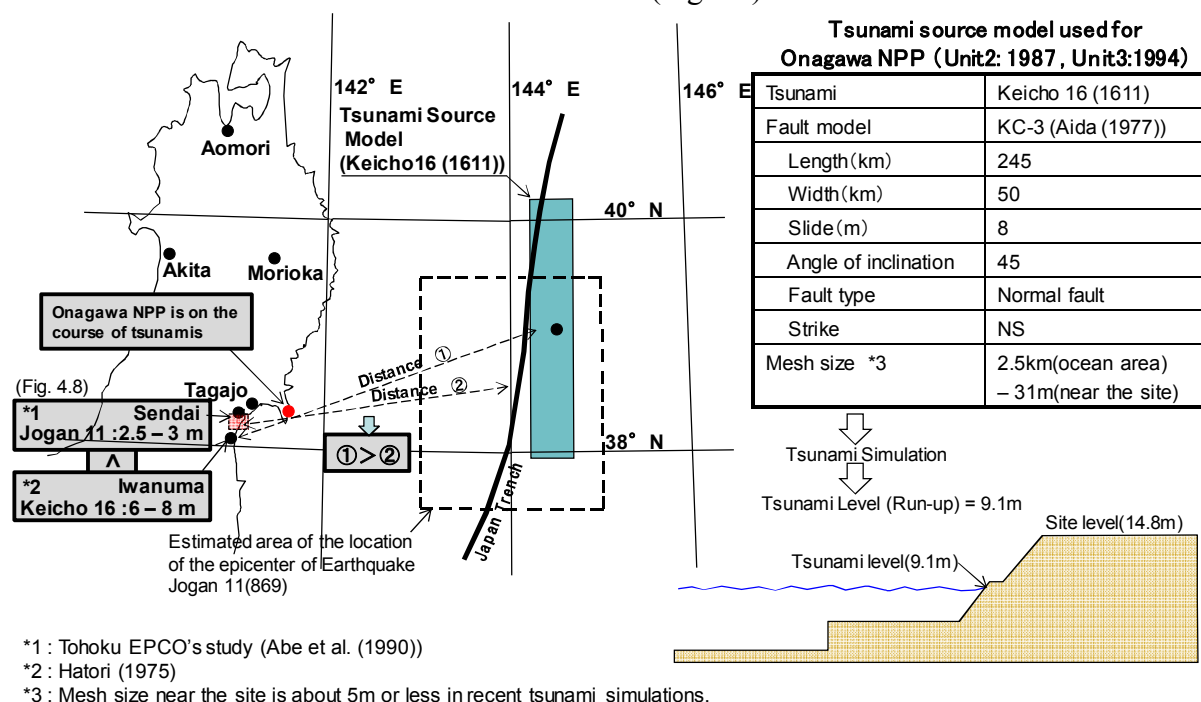 Tsunami source model used for
Onagawa NPP (Unit2: 1987, Unit3:1994)
Tsunami Keicho 16 (1611)
Fault model KC-3 (Aida (1977))
Length(km) 245
Width(km) 50
Slide(m) 8
Angle of inclination 45
Fault type Normal fault
Strike NS
Mesh size *3 2.5km(ocean area)
– 31m(near the site)
Tsunami Simulation
Tsunami Level (Run-up) = 9.1m
Site level(14.8m)
Tsunami level(9.1m)
142° E
144° E
146° E
Tsunami Source
Model
(Keicho16 (1611))
Aomori
40° N
Akita
Morioka
Onagawa NPP is on the
course of tsunamis
Distance ①
Distance ②
(Fig. 4.8)
Tagajo
*1 Sendai
Jogan 11 :2.5 – 3 m
∧
*2 Iwanuma
Keicho 16 :6 – 8 m
①>②
38° N
Japan Trench
Estimated area of the location
of the epicenter of Earthquake
Jogan 11(869)
*1 : Tohoku EPCO's study (Abe et al. (1990))
*2 : Hatori (1975)
*3 : Mesh size near the site is about 5m or less in recent tsunami simulations.